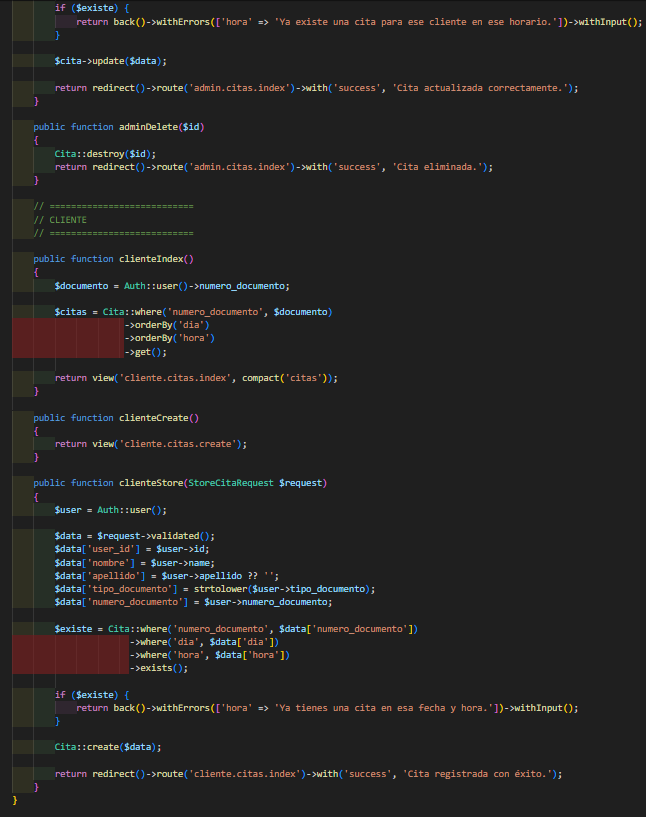 if ($existe) {
return back()->withErrors(['hora' => 'Ya existe una cita para ese cliente en ese horario.'])->withInput();
}
$cita->update($data);
return redirect()->route('admin.citas.index')->with('success', 'Cita actualizada correctamente.');
}
public function adminDelete($id)
{
Cita::destroy($id);
return redirect()->route('admin.citas.index')->with('success', 'Cita eliminada.');
}
// ===========================
// CLIENTE
// ===========================
public function clienteIndex()
{
$documento = Auth::user()->numero_documento;
$citas = Cita::where('numero_documento', $documento)
->orderBy('dia')
->orderBy('hora')
->get();
return view('cliente.citas.index', compact('citas'));
}
public function clienteCreate()
{
return view('cliente.citas.create');
}
public function clienteStore(StoreCitaRequest $request)
{
$user = Auth::user();
$data = $request->validated();
$data['user_id'] = $user->id;
$data['nombre'] = $user->name;
$data['apellido'] = $user->apellido ?? '';
$data['tipo_documento'] = strtolower($user->tipo_documento);
$data['numero_documento'] = $user->numero_documento;
$existe = Cita::where('numero_documento', $data['numero_documento'])
->where('dia', $data['dia'])
->where('hora', $data['hora'])
->exists();
if ($existe) {
return back()->withErrors(['hora' => 'Ya tienes una cita en esa fecha y hora.'])->withInput();
}
Cita::create($data);
return redirect()->route('cliente.citas.index')->with('success', 'Cita registrada con éxito.');
}
}